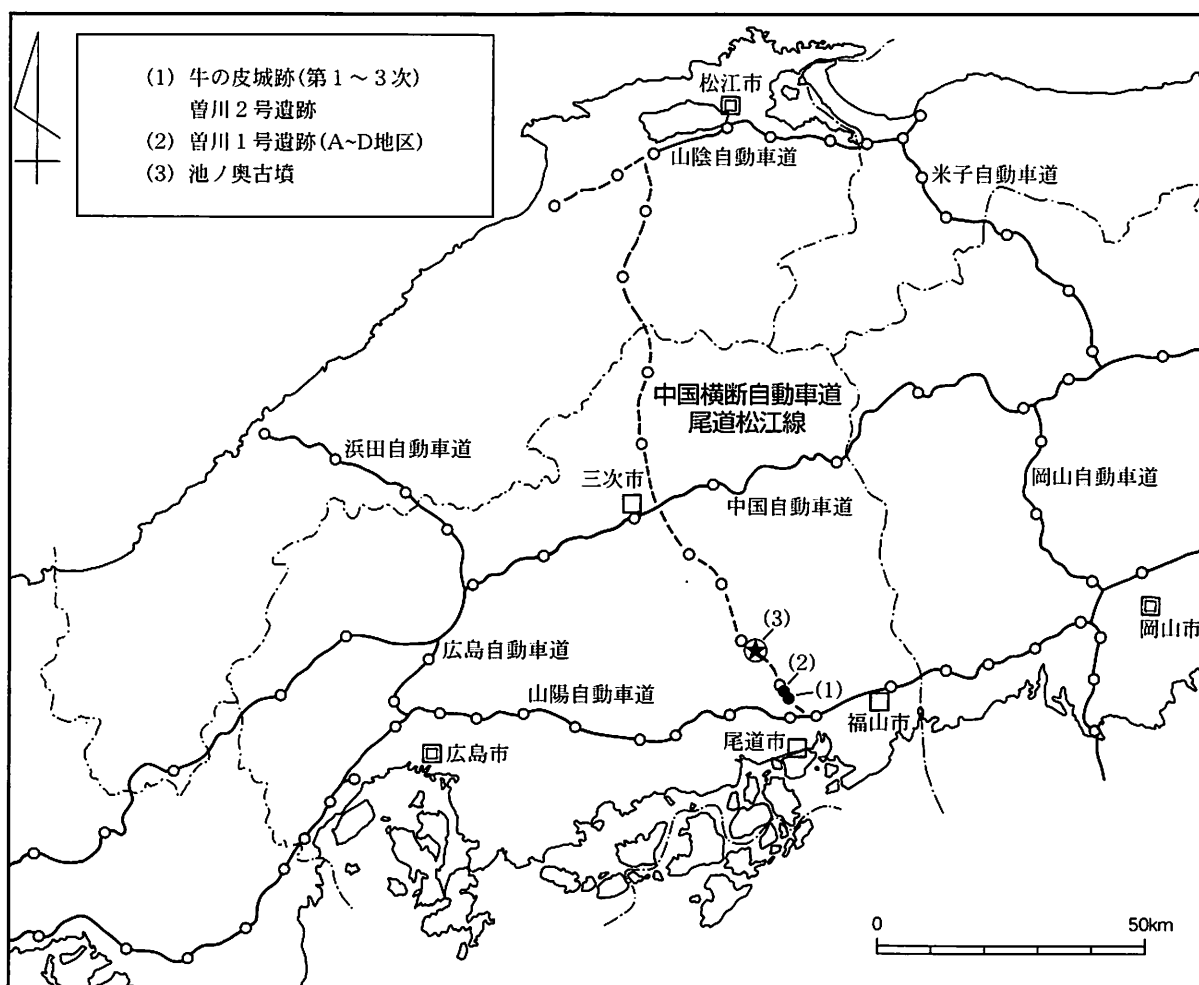 (1) 牛の皮城跡(第1〜3次)
曽川2号遺跡
(2) 曽川1号遺跡(A~D地区)
(3) 池ノ奥古墳
松江市
山陰自動車道
米子自動車道
中国横断自動車道
尾道松江線
浜田自動車道
三次市
中国自動車道
岡山自動車道
岡山市
(3)
広島自動車道
(2)
(1)
山陽自動車道
福山市
尾道市
広島市
0
50km